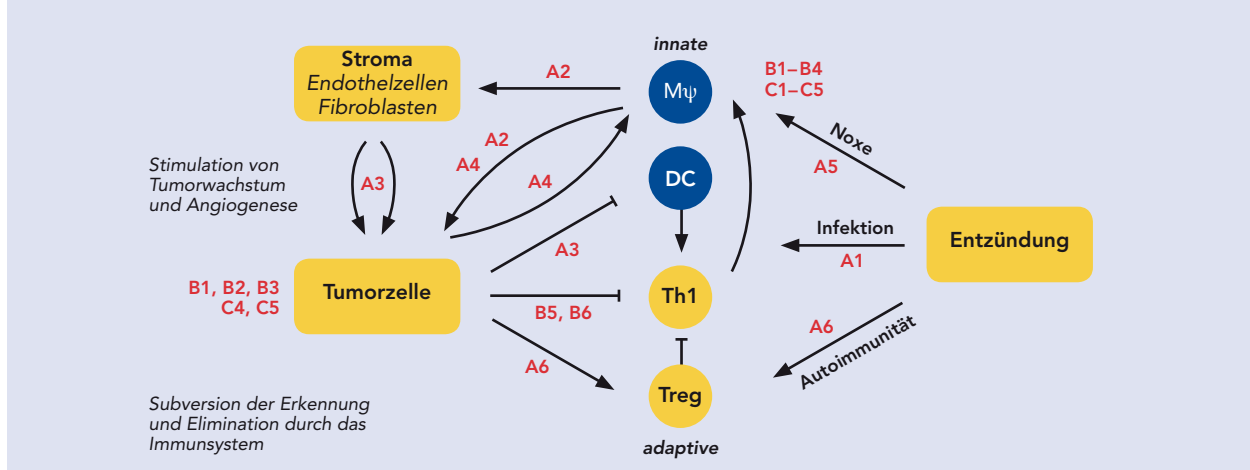 innate
Stroma
Endothelzellen
Fibroblasten
A2
Mψ
B1–B4
C1–C5
Noxe
A5
A2
A4
A4
Stimulation von
Tumorwachstum
und Angiogenese
A3
DC
Infektion
A1
Entzündung
A3
B1, B2, B3
C4, C5
Tumorzelle
Th1
B5, B6
A6
A6
Autoimmunität
Treg
Subversion der Erkennung
und Elimination durch das
Immunsystem
adaptive